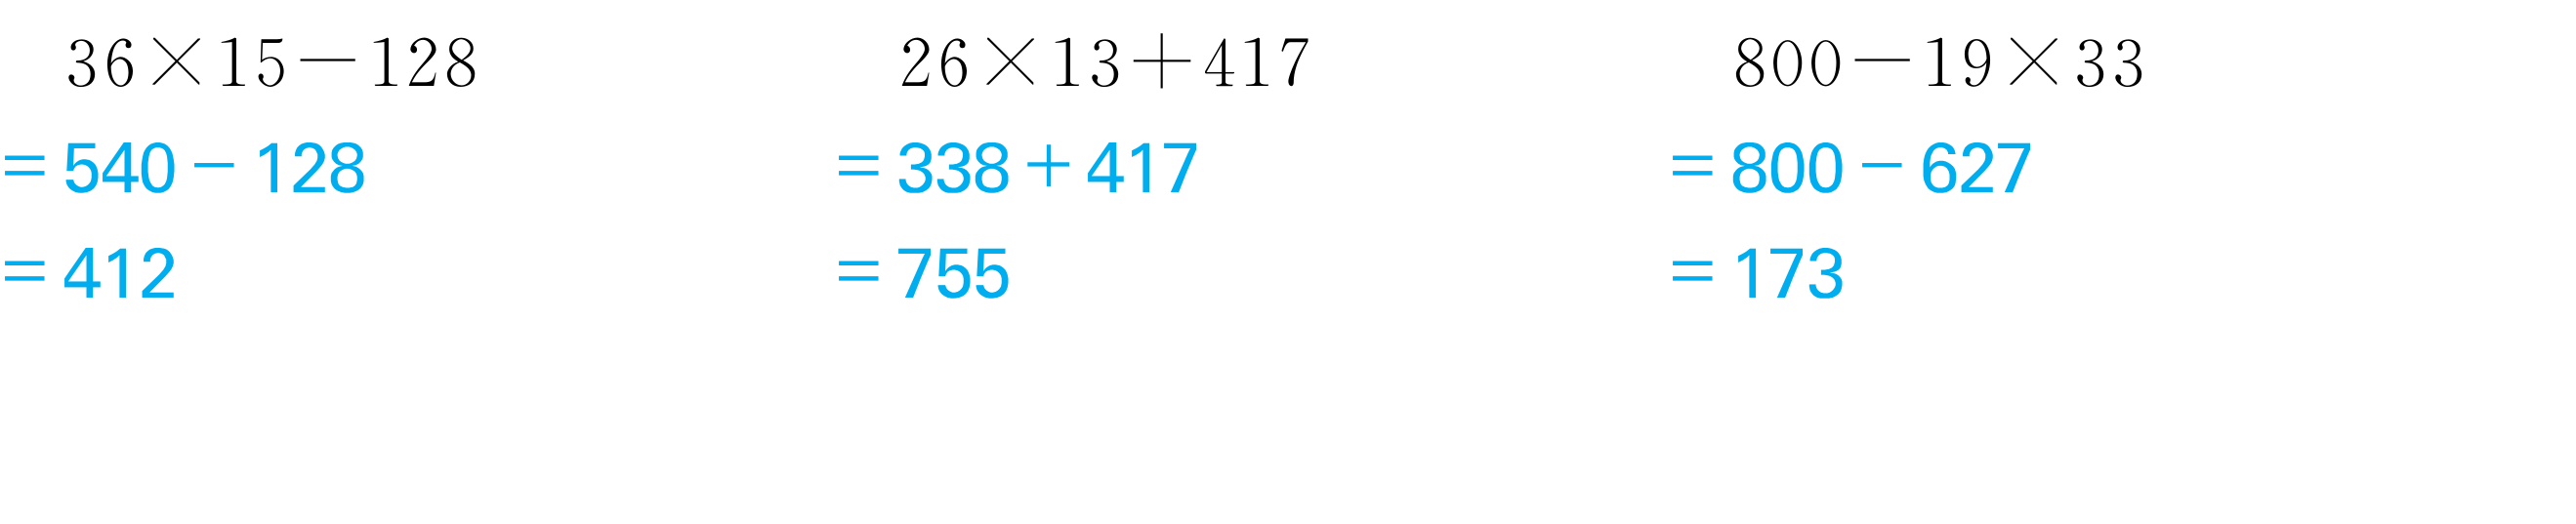 36×15−128
= 540 − 128
= 412
26×13+417
= 338 + 417
= 755
800−19×33
= 800 − 627
= 173